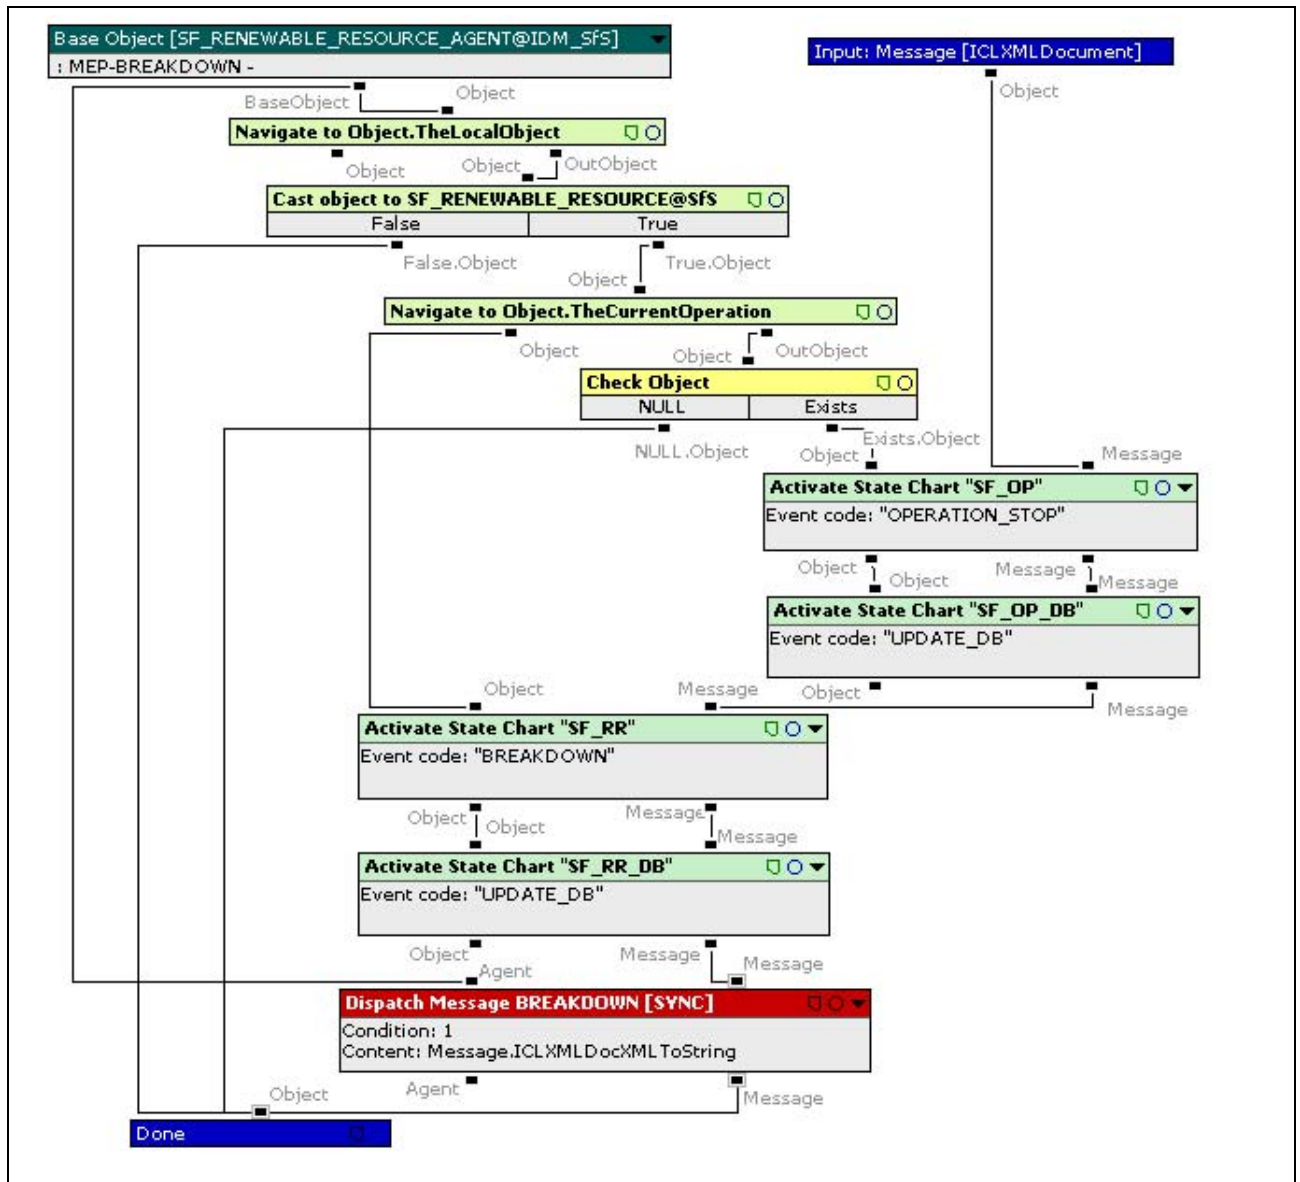 Base Object [SF_RENEWABLE_RESOURCE_AGENT@IDM_SfS]
: MEP-BREAKDOWN -
Input: Message [ICLXMLDocument]
BaseObject
Object
Object
Navigate to Object.TheLocalObject
Object
Object
OutObject
Cast object to SF_RENEWABLE_RESOURCE@SfS
False
True
False.Object
True.Object
Object
Navigate to Object.TheCurrentOperation
Object
Object
OutObject
Check Object
NULL
Exists
NULL.Object
Exists.Object
Object
Message
Activate State Chart "SF_OP"
Event code: "OPERATION_STOP"
Object
Object
Message
Message
Activate State Chart "SF_OP_DB"
Event code: "UPDATE_DB"
Object
Message
Object
Message
Activate State Chart "SF_RR"
Event code: "BREAKDOWN"
Object
Object
Message
Message
Activate State Chart "SF_RR_DB"
Event code: "UPDATE_DB"
Object
Agent
Message
Message
Dispatch Message BREAKDOWN [SYNC]
Condition: 1
Content: Message.ICLXMLDocXMLToString
Object
Agent
Message
Done